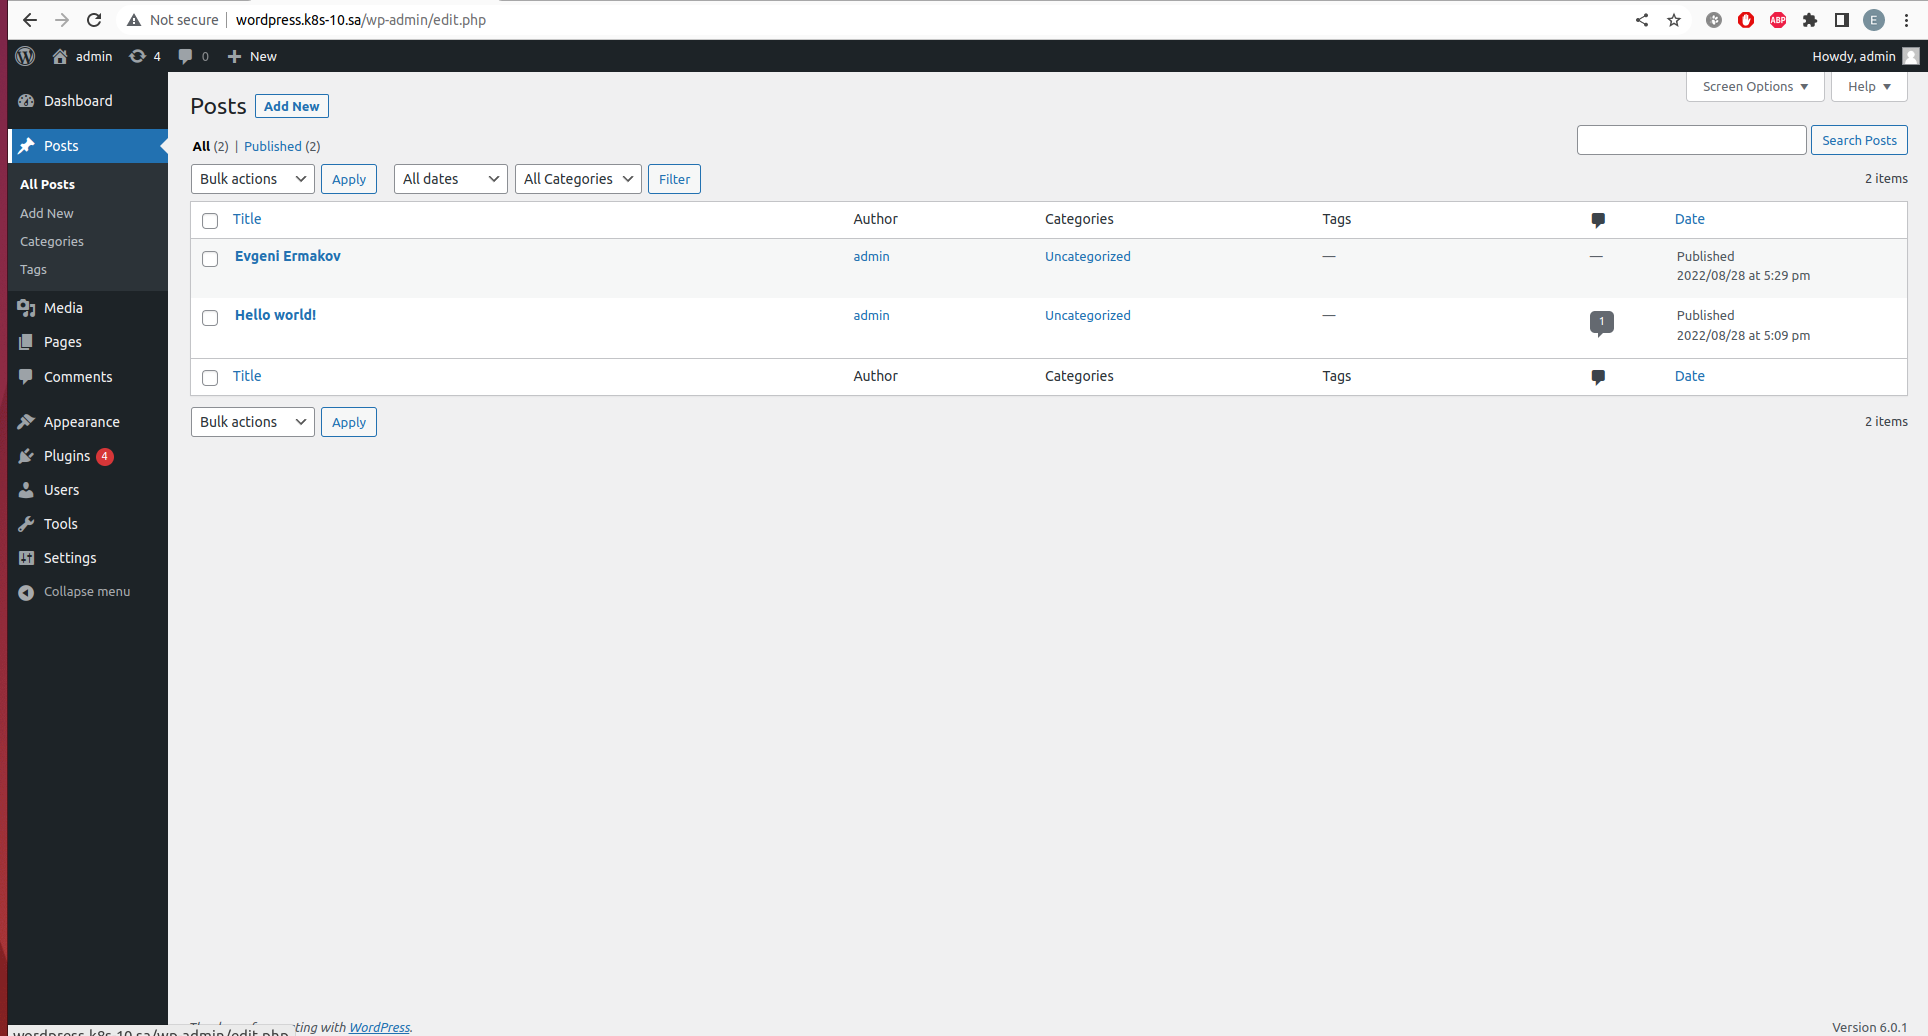 Not secure | wordpress.k8s-10.sa/wp-admin/edit.php
ABP
E
admin 4 0 New
Howdy, admin
Dashboard
Posts
All Posts
Add New
Categories
Tags
Media
Pages
Comments
Appearance
Plugins 4
Users
Tools
Settings
Collapse menu
Posts Add New
Screen Options Help
All (2) | Published (2)
Search Posts
Bulk actions Apply All dates All Categories Filter
2 items
Title Author Categories Tags Date
Evgeni Ermakov admin Uncategorized — — Published
2022/08/28 at 5:29 pm
Hello world! admin Uncategorized — 1 Published
2022/08/28 at 5:09 pm
Title Author Categories Tags Date
Bulk actions Apply
2 items
with WordPress.
Version 6.0.1
wordpress.k8s-10.sa/wp-admin/edit.php